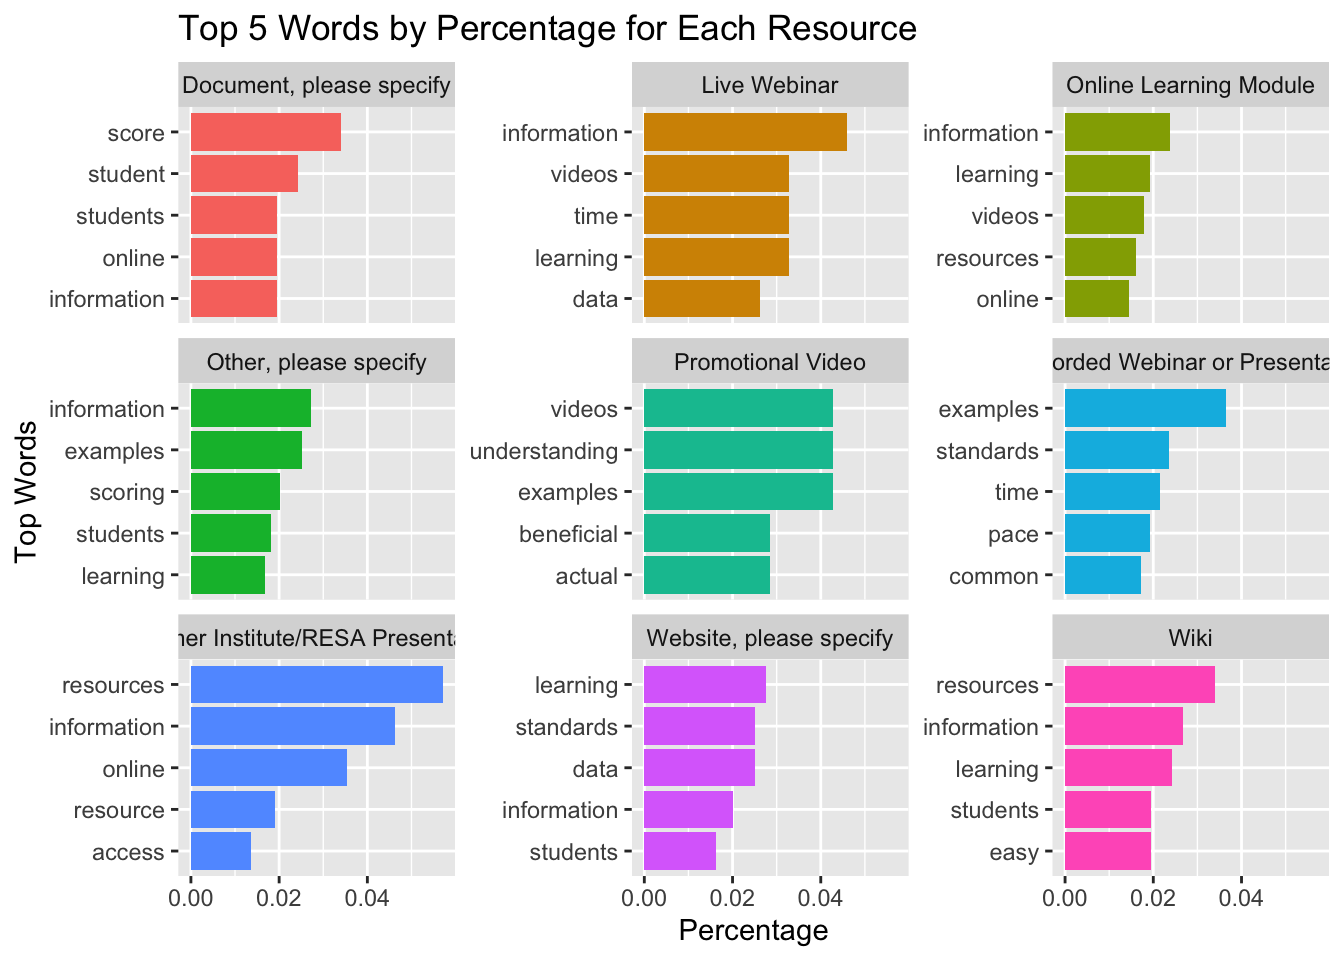 Top 5 Words by Percentage for Each Resource
Document, please specify
score
student
students
online
information
Live Webinar
information
videos
time
learning
data
Online Learning Module
information
learning
videos
resources
online
Other, please specify
information
examples
scoring
students
learning
Promotional Video
videos
understanding
examples
beneficial
actual
orded Webinar or Presenta
examples
standards
time
pace
common
ner Institute/RESA Presenta
resources
information
online
resource
access
0.00 0.02 0.04
Website, please specify
learning
standards
data
information
students
0.00 0.02 0.04
Wiki
resources
information
learning
students
easy
0.00 0.02 0.04
Top Words
Percentage